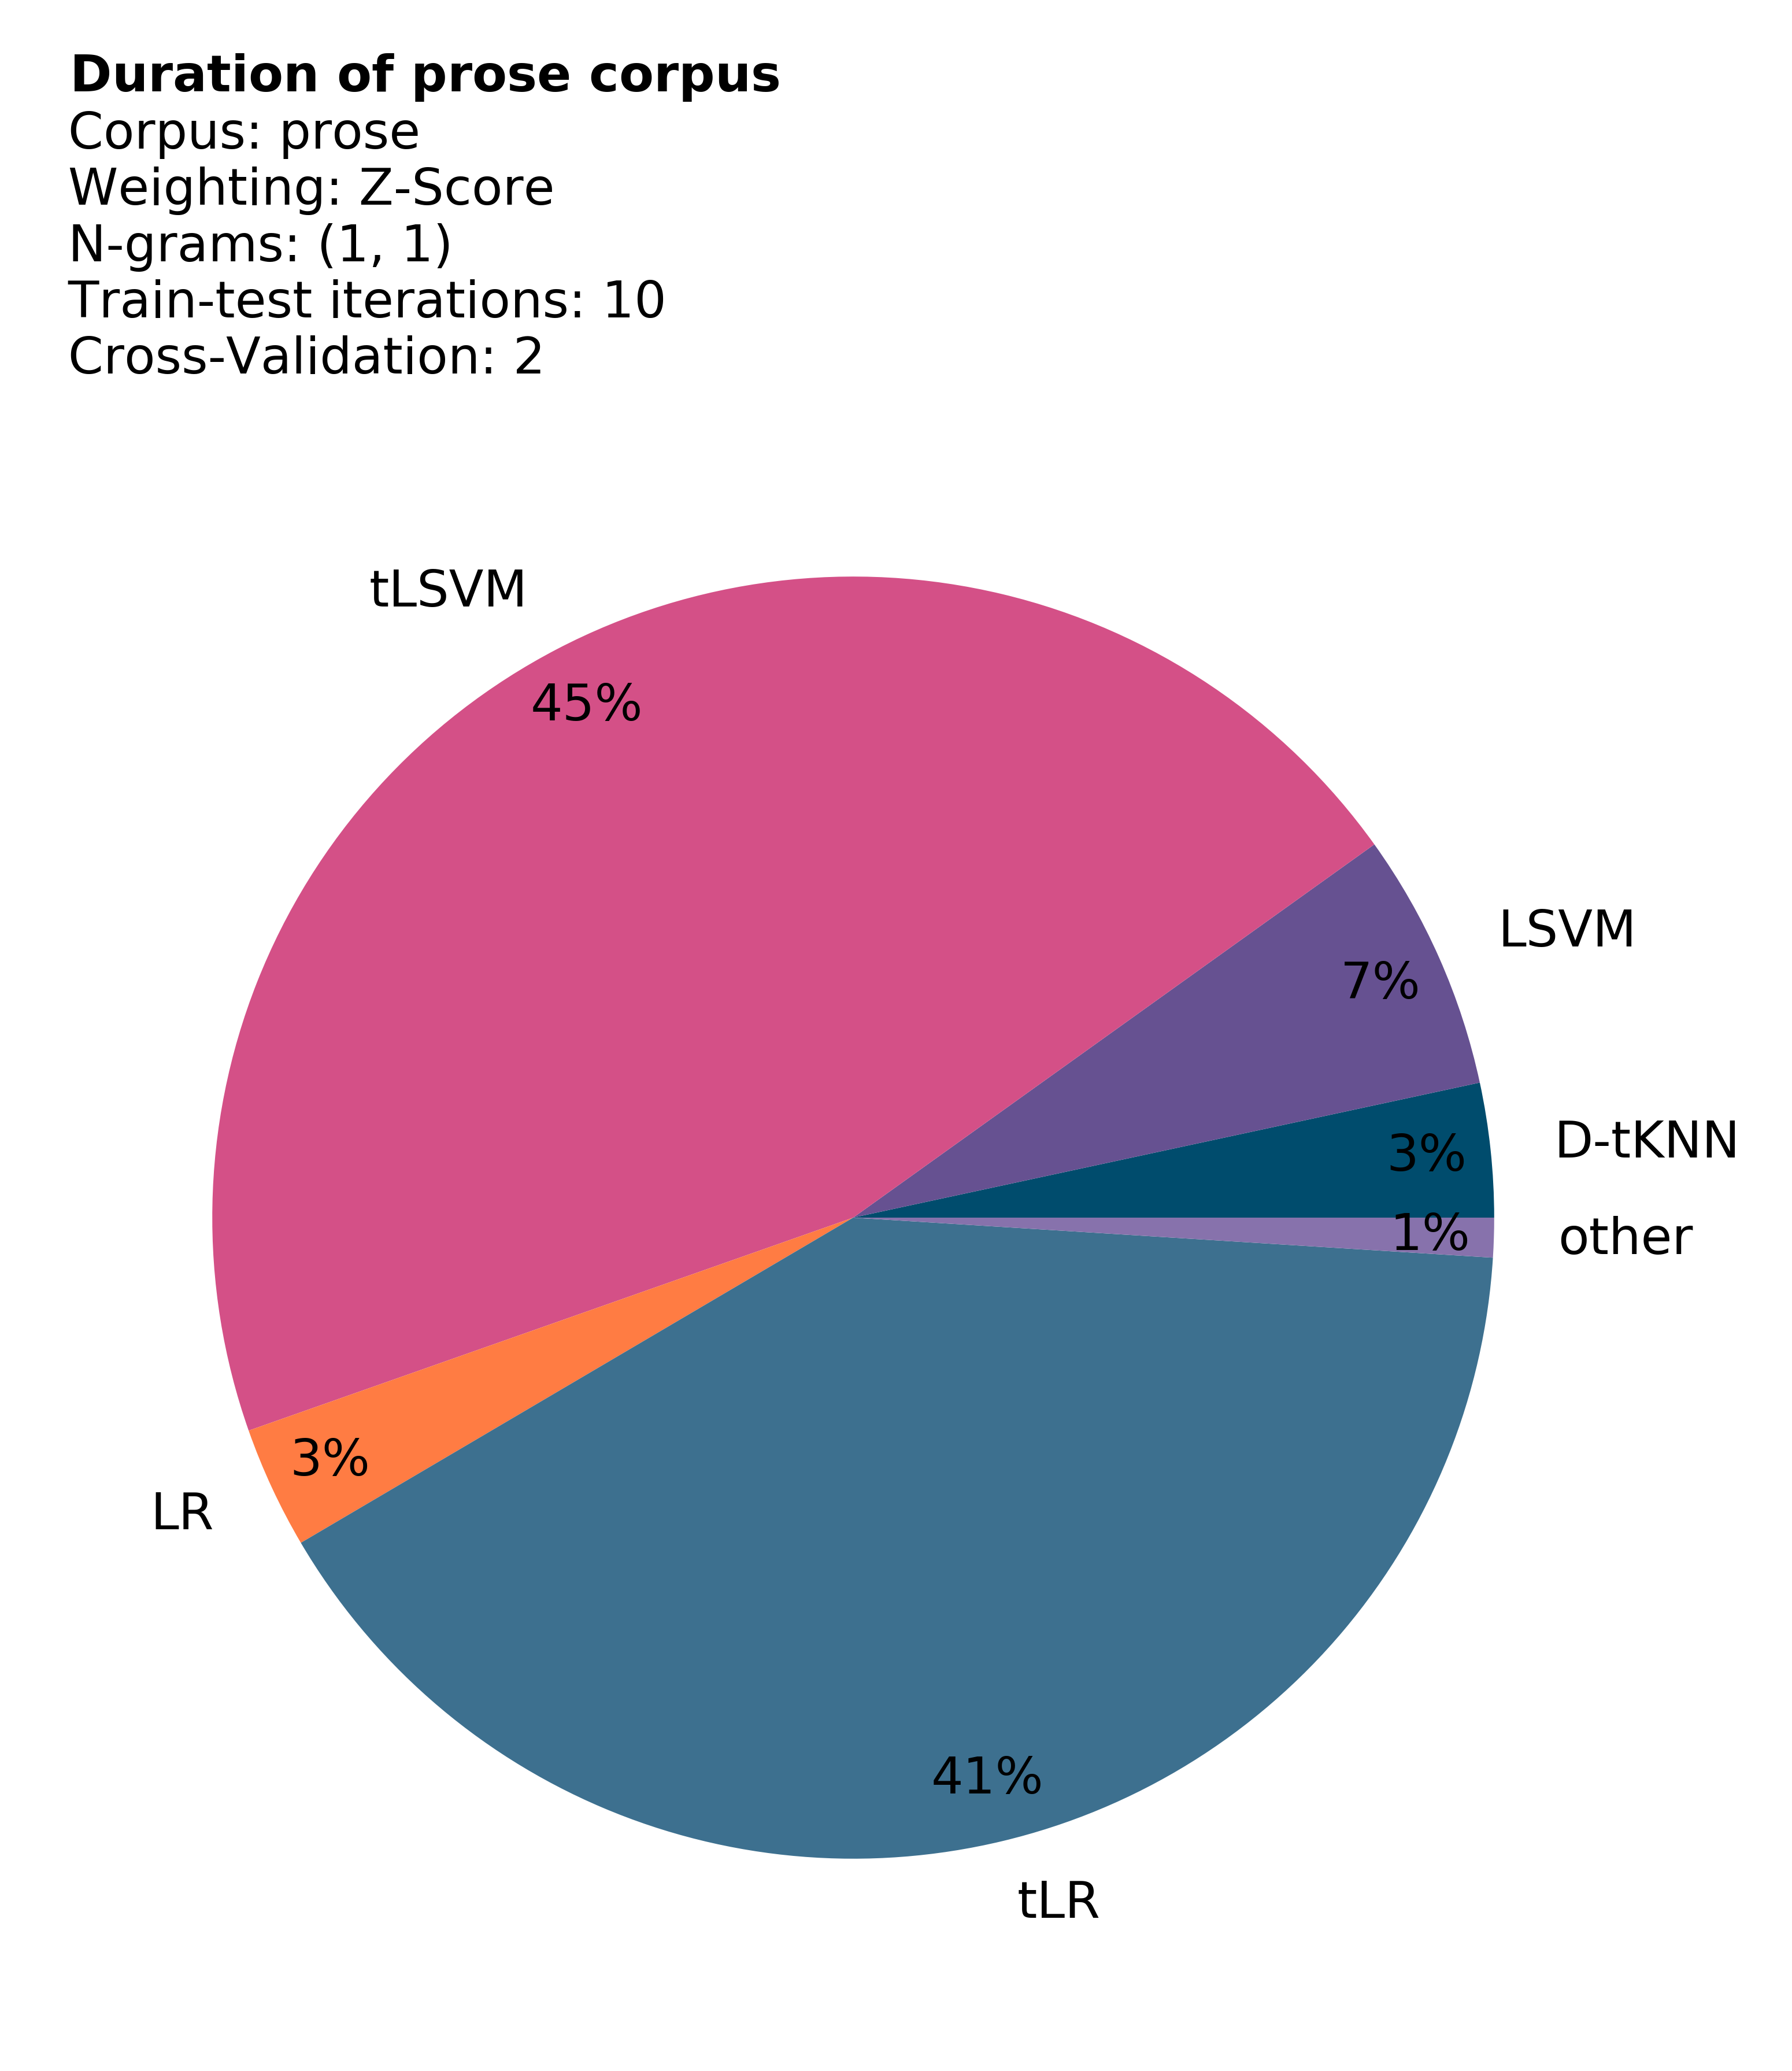 Duration of prose corpus
Corpus: prose
Weighting: Z-Score
N-grams: (1, 1)
Train-test iterations: 10
Cross-Validation: 2
tLSVM
45%
LSVM
7%
D-tKNN
3%
other
1%
LR
3%
41%
tLR